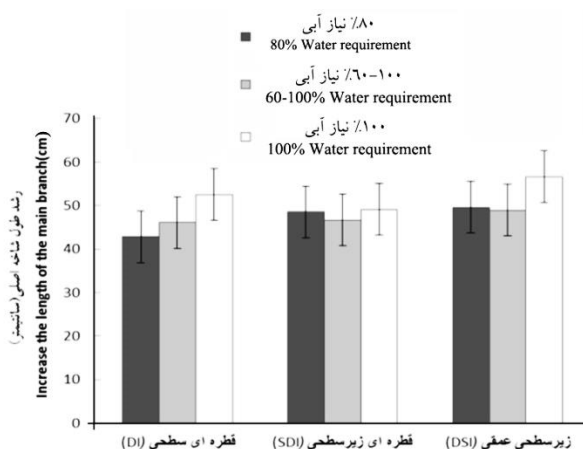 ٪۸۰ نیاز آبی
80% Water requirement
٪۶۰-۱۰۰ نیاز آبی
60-100% Water requirement
٪۱۰۰ نیاز آبی
100% Water requirement
رشد طول شاخه اصلی(سانتیمتر)
Increase the length of the main branch(cm)
70
60
50
40
30
20
10
0
قطره ای سطحی (DI)
قطره ای زیرسطحی (SDI)
زیرسطحی عمقی (DSI)